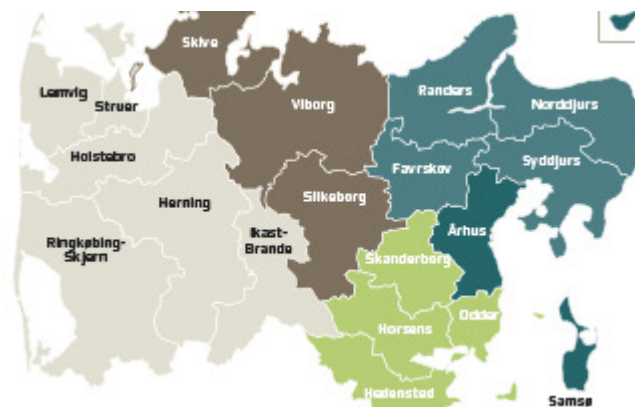 Skive
Lemvig
Struer
Viborg
Randers
Norddjurs
Holstebro
Favrskov
Syddjurs
Herning
Silkeborg
Ikast-
Brande
Århus
Ringkøbing-
Skjern
Skanderborg
Horsens
Odder
Hedensted
Samsø